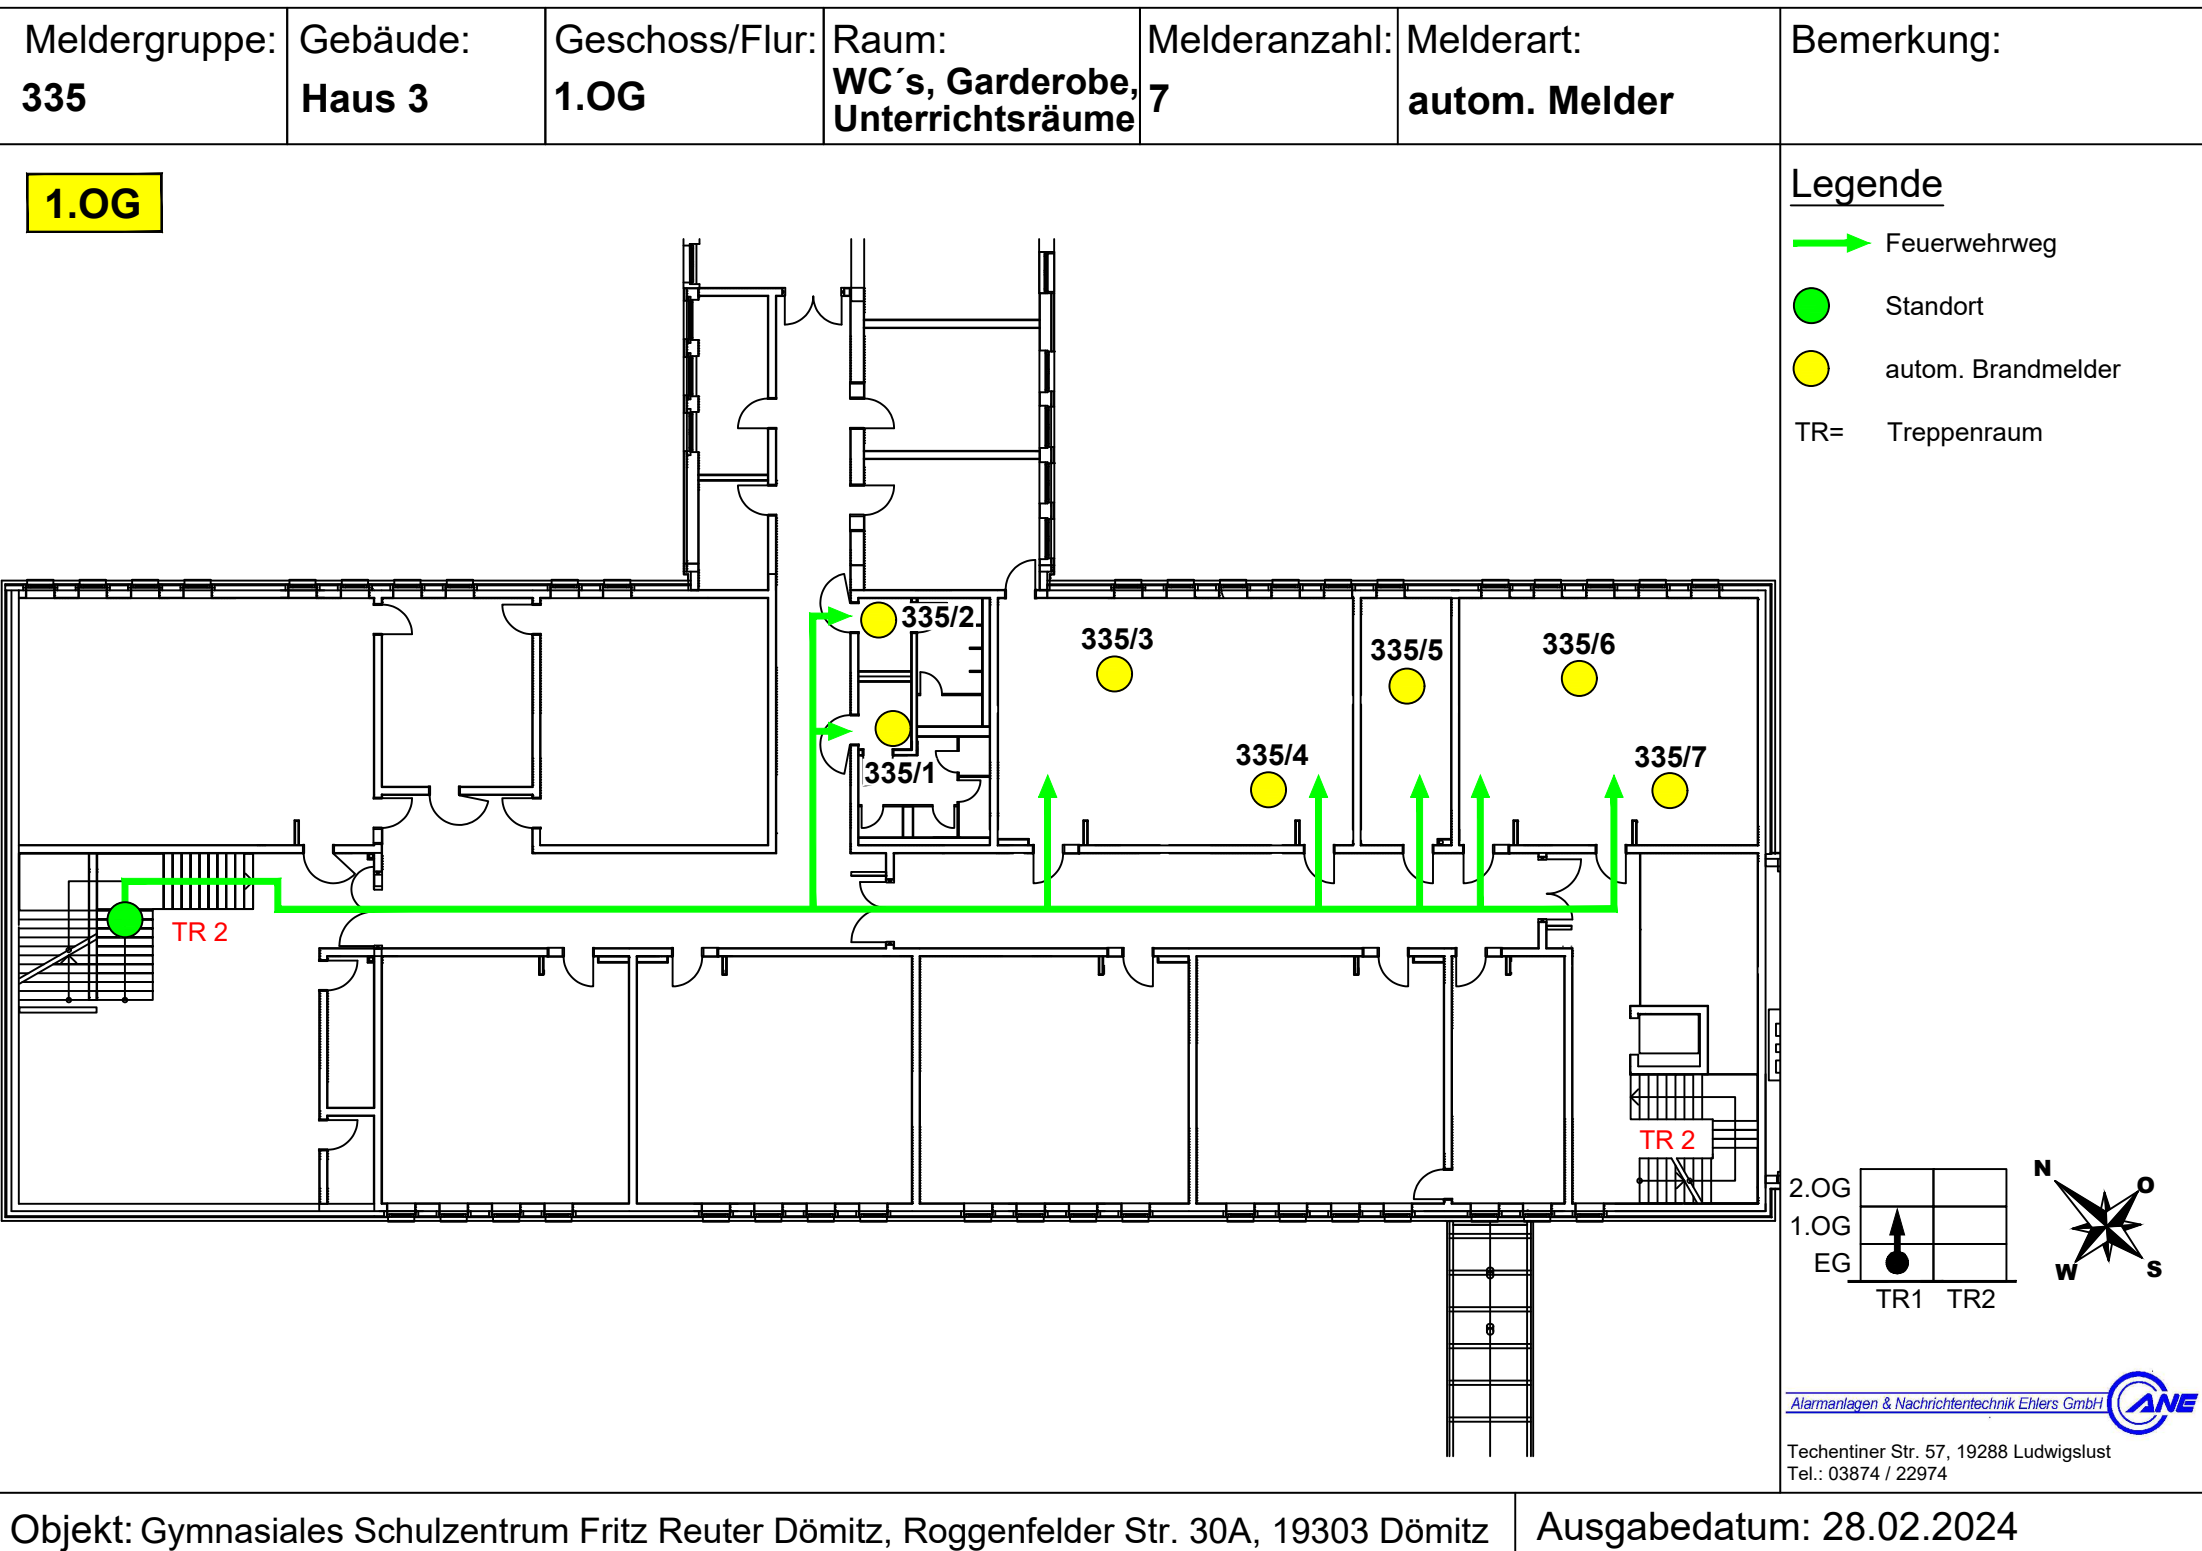 Meldergruppe:
335
Gebäude:
Haus 3
Geschoss/Flur:
1.OG
Raum:
WC´s, Garderobe,
Unterrichtsräume
Melderanzahl:
7
Melderart:
autom. Melder
Bemerkung:
1.OG
Legende
Feuerwehrweg
Standort
autom. Brandmelder
TR= Treppenraum
335/2
335/3
335/5
335/6
335/4
335/7
335/1
TR 2
TR 2
2.OG
1.OG
EG
TR1 TR2
N
O
W
S
Alarmanlagen & Nachrichtentechnik Ehlers GmbH
ANE
Techentiner Str. 57, 19288 Ludwigslust
Tel.: 03874 / 22974
Objekt: Gymnasiales Schulzentrum Fritz Reuter Dömitz, Roggenfelder Str. 30A, 19303 Dömitz
Ausgabedatum: 28.02.2024